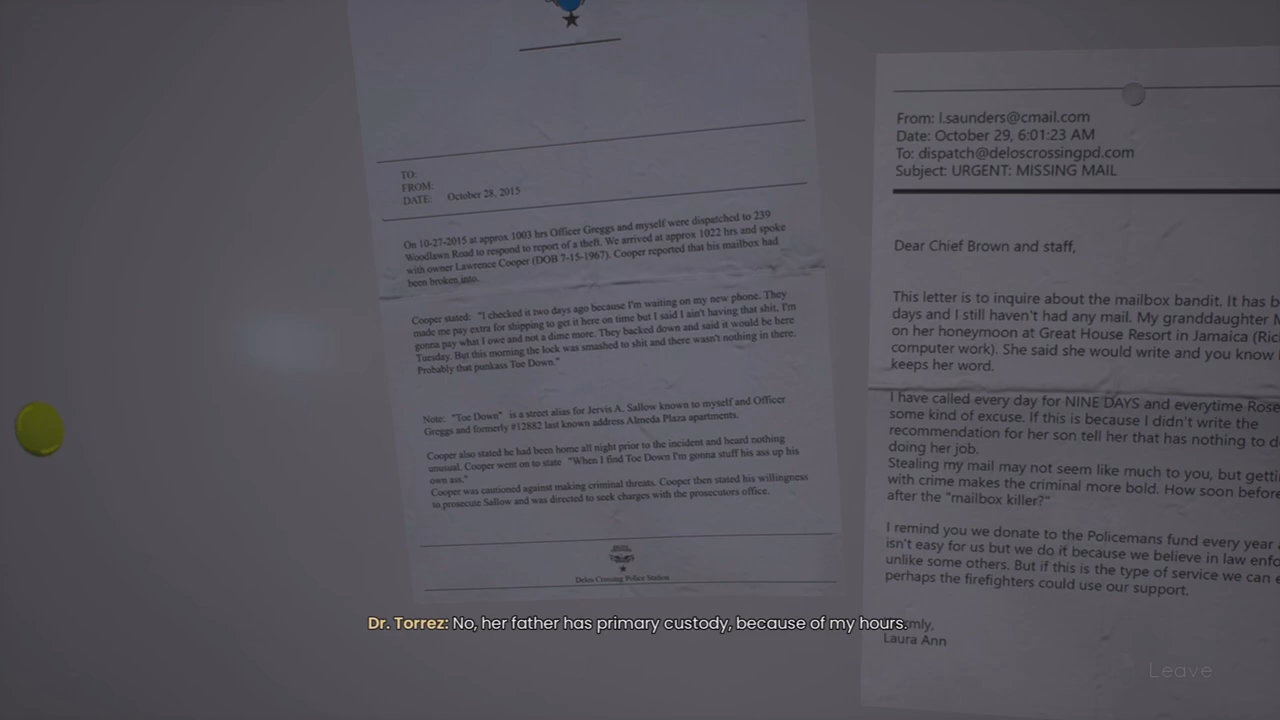 TO:
FROM:
DATE: October 28, 2015
On 10-27-2015 at approx 1003 hrs Officer Greggs and myself were dispatched to 239
Woodlawn Road to respond to report of a theft. We arrived at approx 1022 hrs and spoke
with owner Lawrence Cooper (DOB 7-15-1967). Cooper reported that his mailbox had
been broken into.
Cooper stated: "I checked it two days ago because I'm waiting on my new phone. They
made me pay extra for shipping to get it here on time but I said I ain't having that shit, I'm
gonna pay what I owe and not a dime more. They backed down and said it would be here
Tuesday. But this morning the lock was smashed to shit and there wasn't nothing in there.
Probably that punkass Toe Down."
Note: "Toe Down" is a street alias for Jervis A. Sallow known to myself and Officer
Greggs and formerly #12882 last known address Almeda Plaza apartments.
Cooper also stated he had been home all night prior to the incident and heard nothing
unusual. Cooper went on to state "When I find Toe Down I'm gonna stuff his ass up his
own ass."
Cooper was cautioned against making criminal threats. Cooper then stated his willingness
to prosecute Sallow and was directed to seek charges with the prosecutors office.
Delos Crossing Police Station
From: l.saunders@cmail.com
Date: October 29, 6:01:23 AM
To: dispatch@deloscrossingpd.com
Subject: URGENT: MISSING MAIL
Dear Chief Brown and staff,
This letter is to inquire about the mailbox bandit. It has b
days and I still haven't had any mail. My granddaughter M
on her honeymoon at Great House Resort in Jamaica (Ric
computer work). She said she would write and you know
keeps her word.
I have called every day for NINE DAYS and everytime Rose
some kind of excuse. If this is because I didn't write the
recommendation for her son tell her that has nothing to d
doing her job.
Stealing my mail may not seem like much to you, but getti
with crime makes the criminal more bold. How soon before
after the "mailbox killer?"
I remind you we donate to the Policemans fund every year
isn't easy for us but we do it because we believe in law enfo
unlike some others. But if this is the type of service we can e
perhaps the firefighters could use our support.
rmly,
Laura Ann
Dr. Torrez: No, her father has primary custody, because of my hours.
Leave